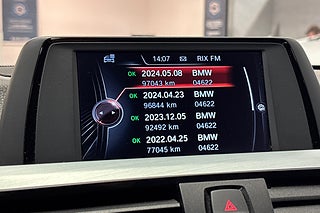 14:07 RIX FM
OK 2024.05.08 BMW
97043 km 04622
OK 2024.04.23 BMW
96844 km 04622
OK 2023.12.05 BMW
92492 km 04622
OK 2022.04.25 BMW
77045 km 04622